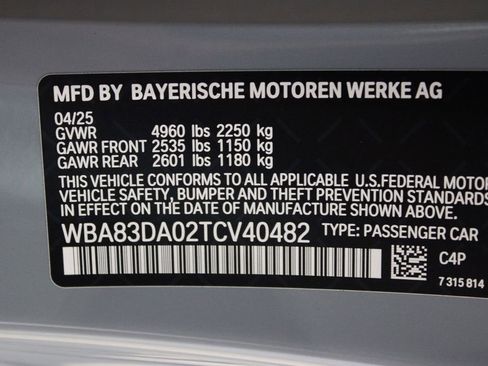 MFD BY BAYERISCHE MOTOREN WERKE AG
04/25
GVWR 4960 lbs 2250 kg
GAWR FRONT 2535 lbs 1150 kg
GAWR REAR 2601 lbs 1180 kg
THIS VEHICLE CONFORMS TO ALL APPLICABLE U.S.FEDERAL MOTOR
VEHICLE SAFETY, BUMPER AND THEFT PREVENTION STANDARDS
IN EFFECT ON THE DATE OF MANUFACTURE SHOWN ABOVE.
WBA83DA02TCV40482 TYPE: PASSENGER CAR
C4P
7 315 814